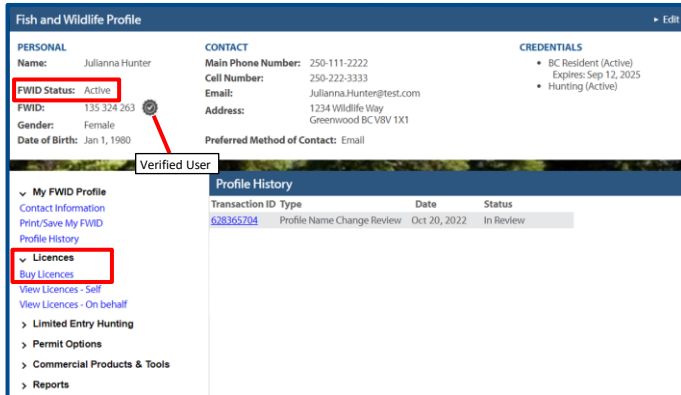 Fish and Wildlife Profile
▸ Edit
PERSONAL
Name: Julianna Hunter
FWID Status: Active
FWID: 135 324 263
Gender: Female
Date of Birth: Jan 1, 1980
CONTACT
Main Phone Number: 250-111-2222
Cell Number: 250-222-3333
Email: Julianna.Hunter@test.com
Address: 1234 Wildlife Way
Greenwood BC V8V 1X1
Preferred Method of Contact: Email
CREDENTIALS
• BC Resident (Active)
Expires: Sep 12, 2025
• Hunting (Active)
Verified User
My FWID Profile
Contact Information
Print/Save My FWID
Profile History
Licences
Buy Licences
View Licences - Self
View Licences - On behalf
Limited Entry Hunting
Permit Options
Commercial Products & Tools
Reports
Profile History
Transaction ID Type Date Status
628365704 Profile Name Change Review Oct 20, 2022 In Review